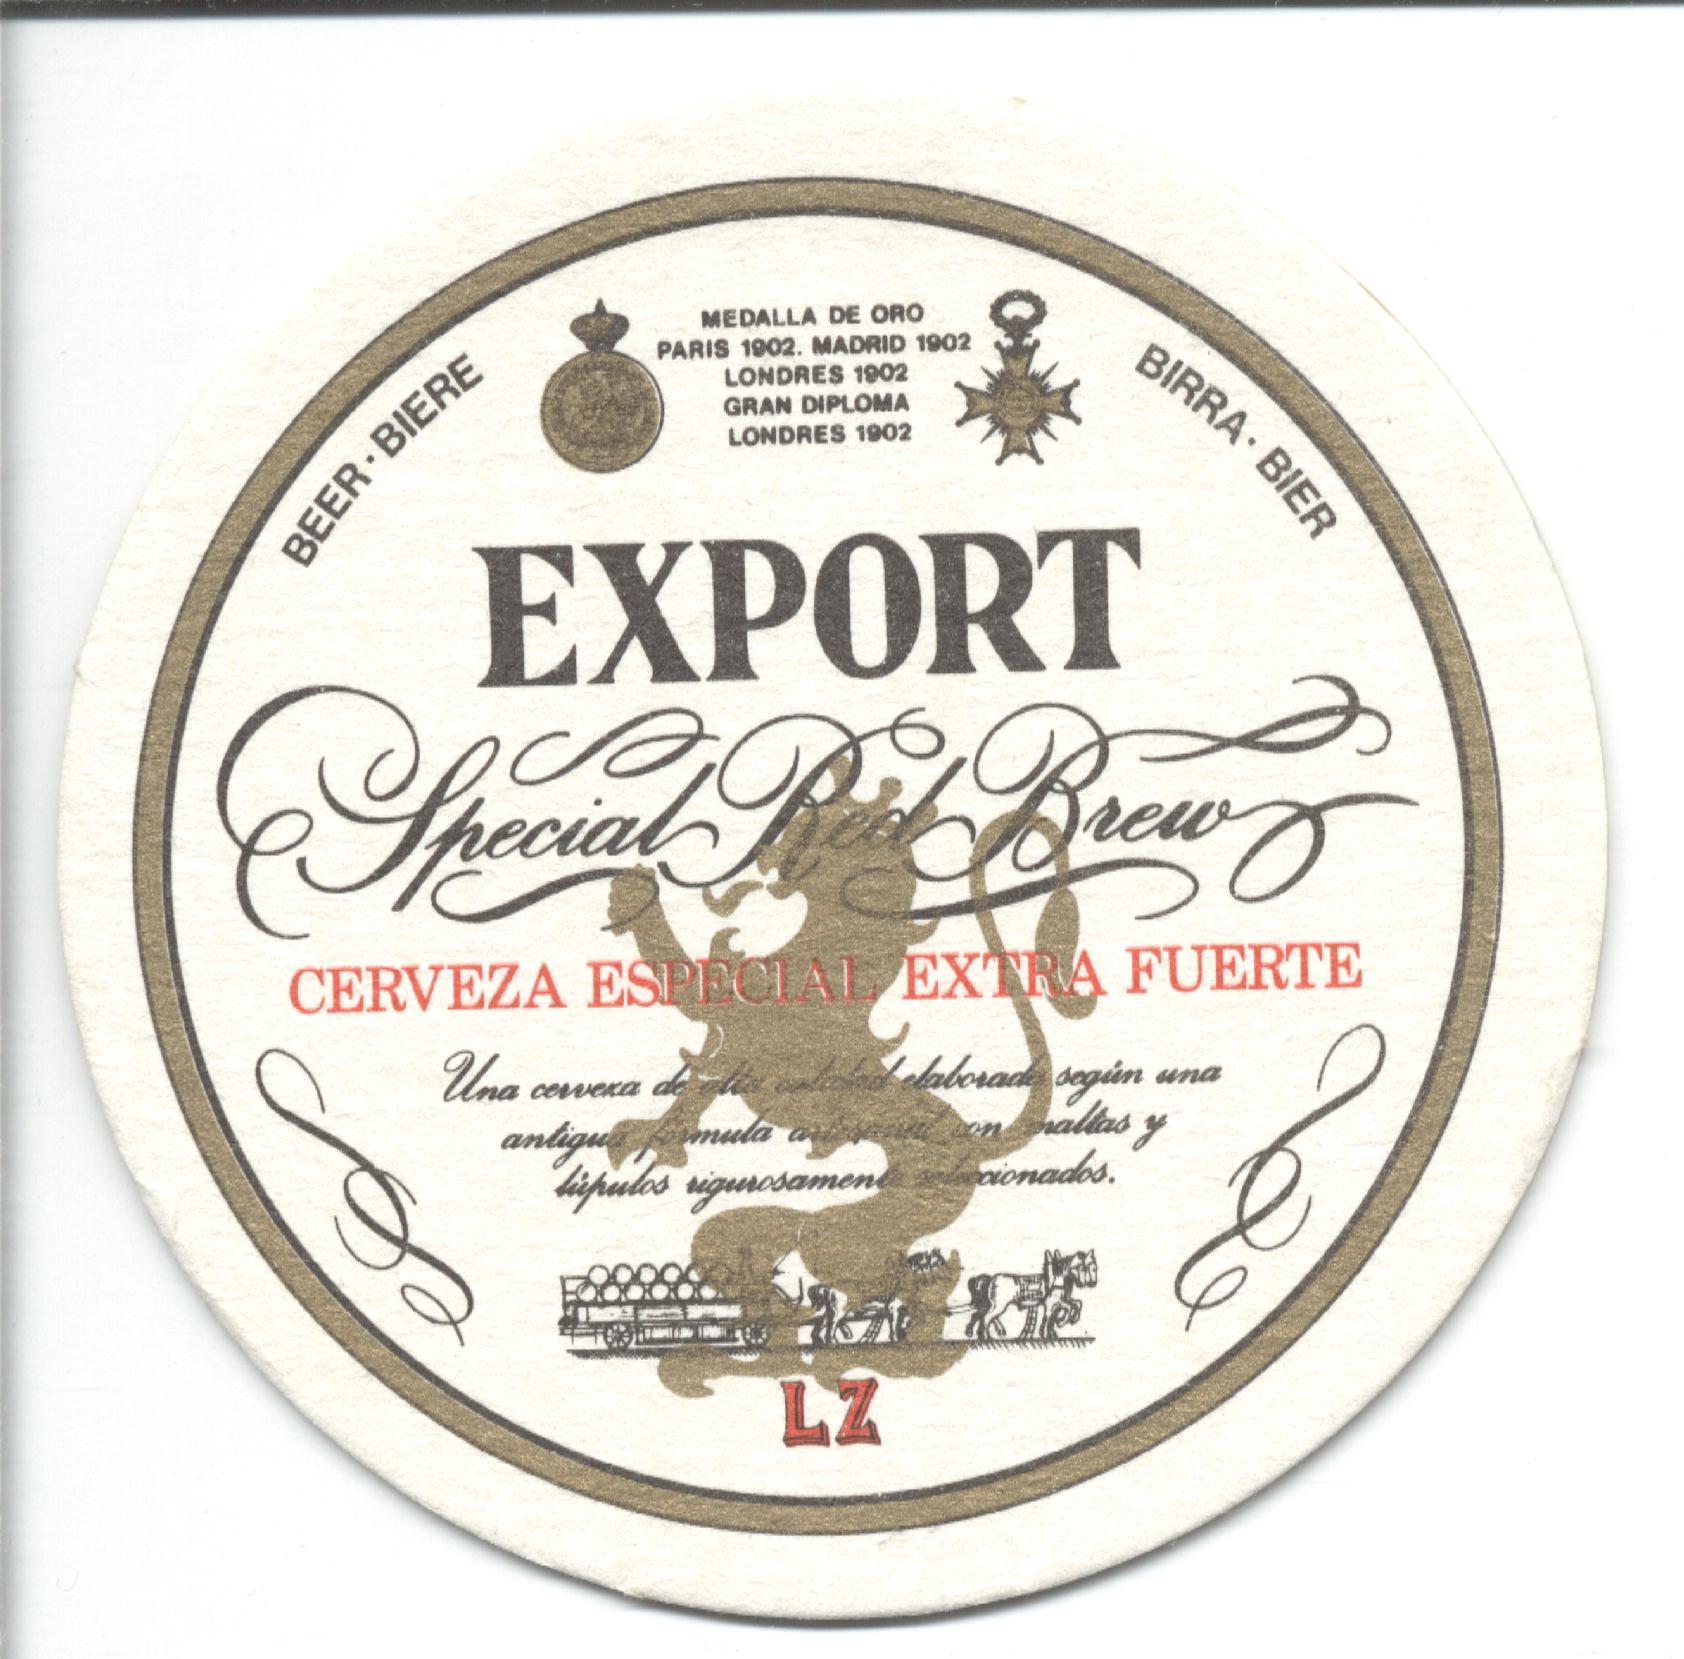 MEDALLA DE ORO
PARIS 1902. MADRID 1902
LONDRES 1902
GRAN DIPLOMA
LONDRES 1902
BEER · BIERE
BIRRA · BIER
EXPORT
Special Red Brew
CERVEZA ESPECIAL EXTRA FUERTE
Una cerveza de alta calidad elaborada según una
antigua fórmula artesanal con maltas y
lúpulos rigurosamente seleccionados.
LZ